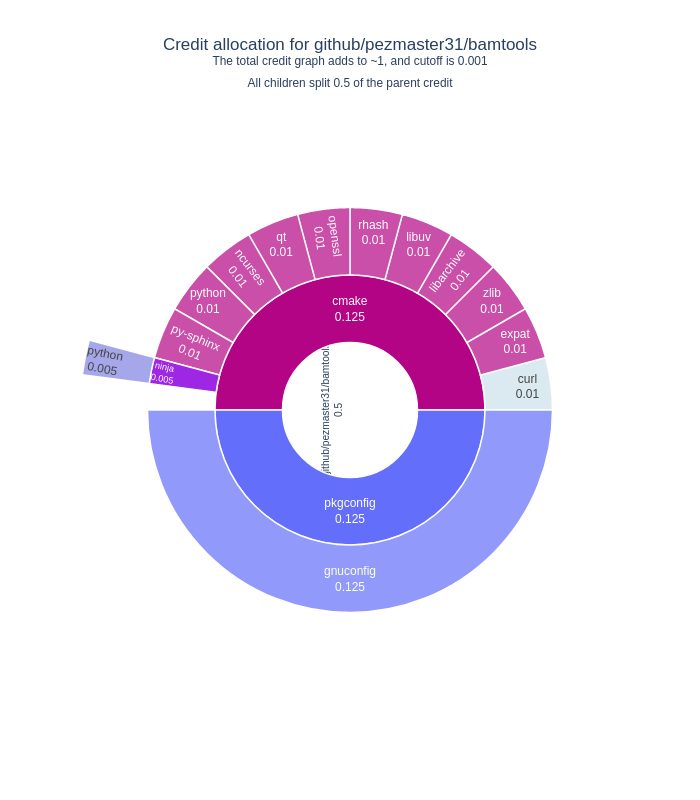 Credit allocation for github/pezmaster31/bamtools
The total credit graph adds to ~1, and cutoff is 0.001
All children split 0.5 of the parent credit
openssl
0.01
rhash
0.01
qt
0.01
libuv
0.01
ncurses
0.01
libarchive
0.01
python
0.01
zlib
0.01
cmake
0.125
py-sphinx
0.01
expat
0.01
python
0.005
ninja
0.005
curl
0.01
github/pezmaster31/bamtools
0.5
pkgconfig
0.125
gnuconfig
0.125